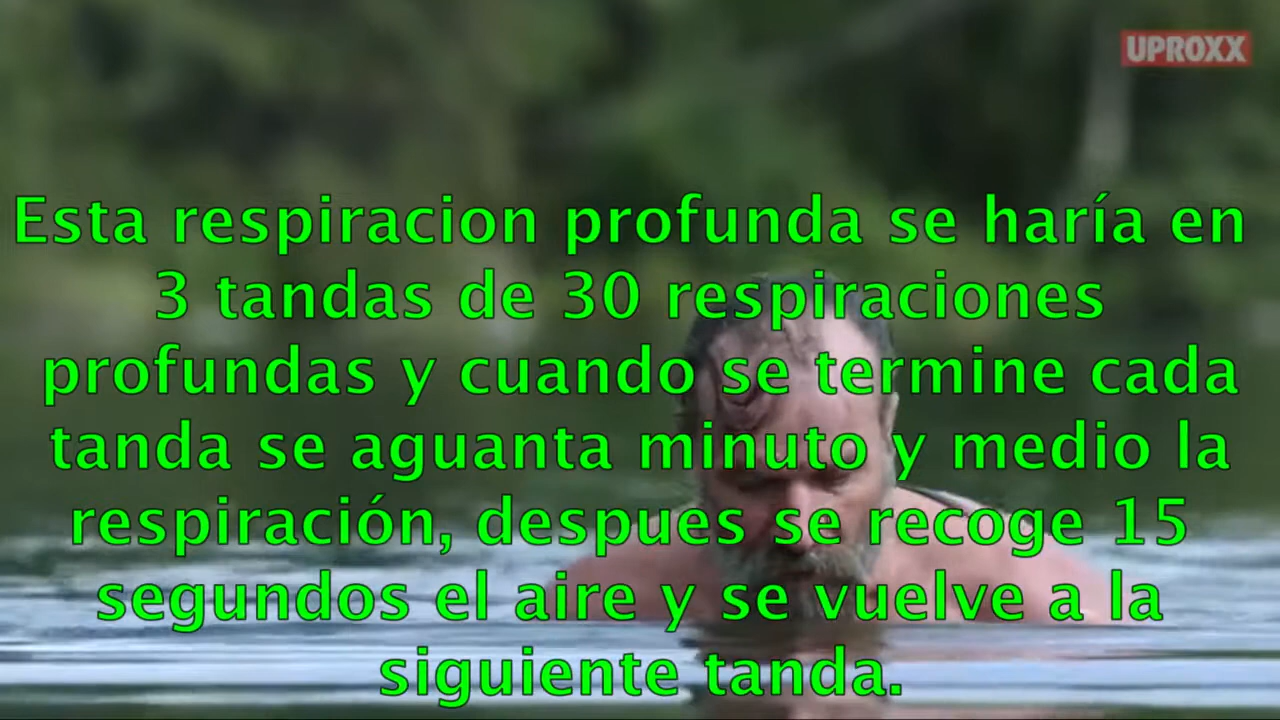 UPROXX
Esta respiracion profunda se haría en
3 tandas de 30 respiraciones
profundas y cuando se termine cada
tanda se aguanta minuto y medio la
respiración, despues se recoge 15
segundos el aire y se vuelve a la
siguiente tanda.